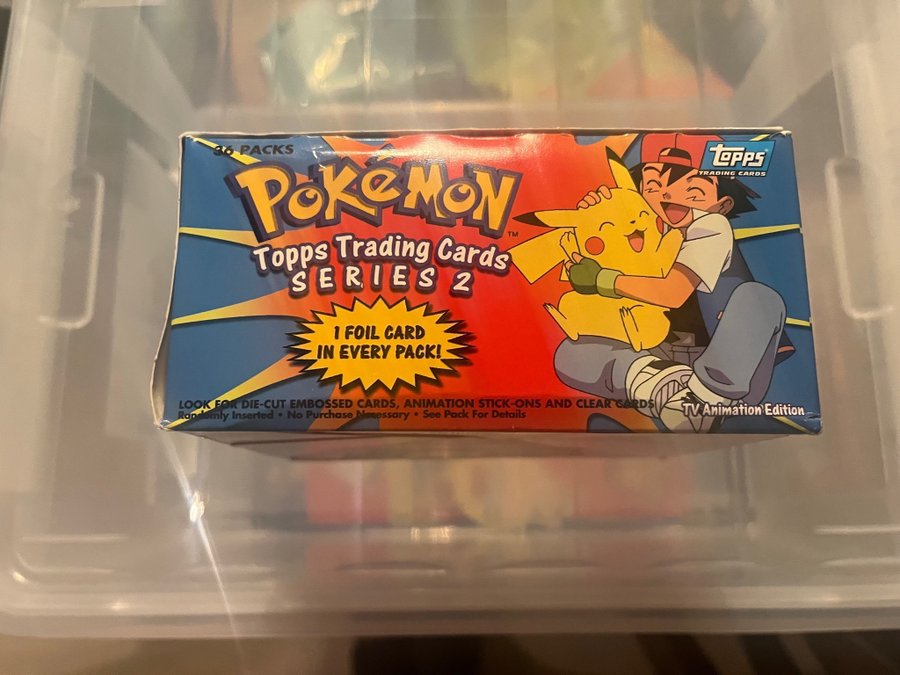 36 PACKS
POKéMON™
Topps Trading Cards
SERIES 2
1 FOIL CARD
IN EVERY PACK!
LOOK FOR DIE-CUT EMBOSSED CARDS, ANIMATION STICK-ONS AND CLEAR CARDS
Randomly Inserted • No Purchase Necessary • See Pack For Details
TOPPS
TRADING CARDS
TV Animation Edition